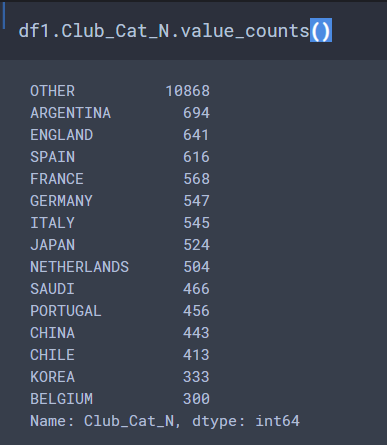 df1.Club_Cat_N.value_counts()
OTHER 10868
ARGENTINA 694
ENGLAND 641
SPAIN 616
FRANCE 568
GERMANY 547
ITALY 545
JAPAN 524
NETHERLANDS 504
SAUDI 466
PORTUGAL 456
CHINA 443
CHILE 413
KOREA 333
BELGIUM 300
Name: Club_Cat_N, dtype: int64